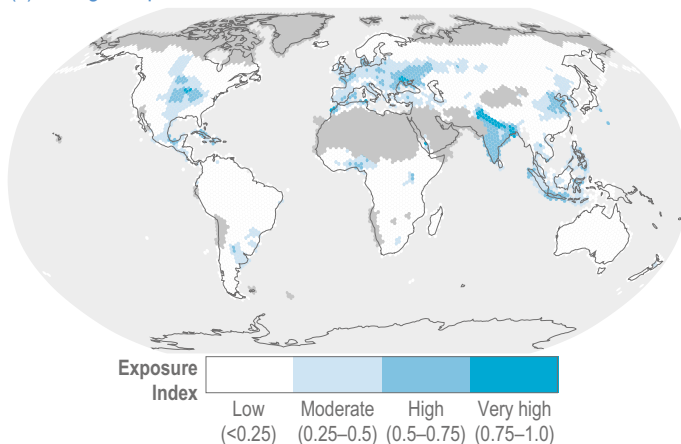 Exposure
Index
Low
(<0.25)
Moderate
(0.25–0.5)
High
(0.5–0.75)
Very high
(0.75–1.0)